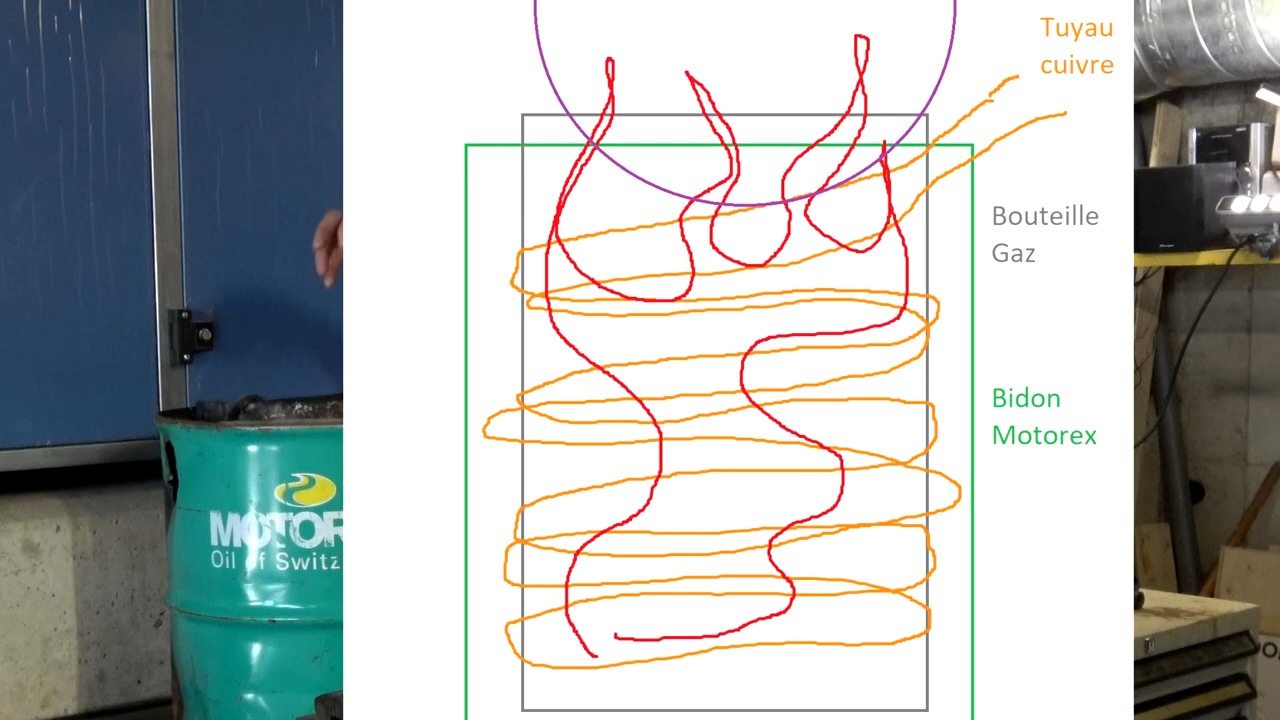 Tuyau
cuivre
Bouteille
Gaz
Bidon
Motorex
MOTOR
Oil of Switz